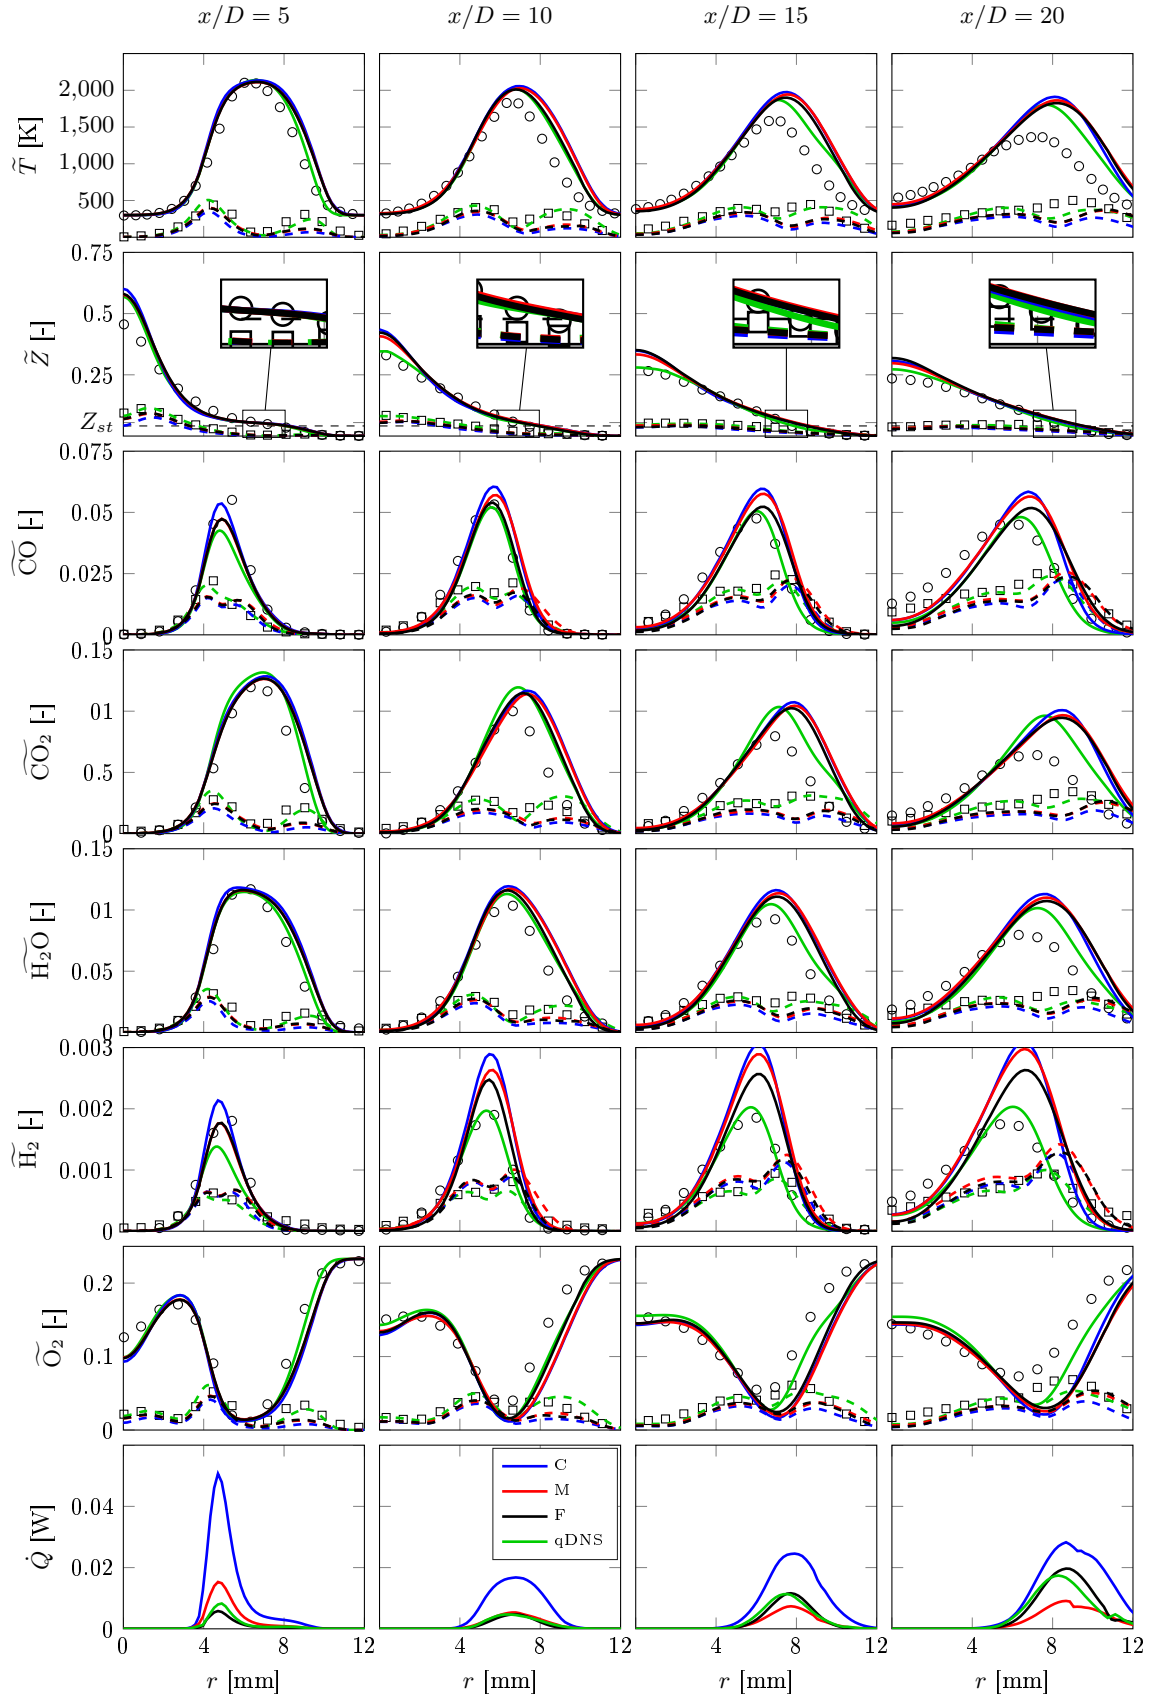 x/D = 5 x/D = 10 x/D = 15 x/D = 20
2,000
1,500
1,000
500
T̃ [K]
0.75
0.5
0.25
Z_st
Z̃ [-]
0.075
0.05
0.025
0
C͠O [-]
0.15
01
0.5
0
C͠O₂ [-]
0.15
01
0.05
0
H͠₂O [-]
0.003
0.002
0.001
0
H̃₂ [-]
0.2
0.1
0
Õ₂ [-]
0.04
0.02
0
Q̇ [W]
C
M
F
qDNS
0 4 8 12 4 8 12 4 8 12 4 8 12
r [mm] r [mm] r [mm] r [mm]